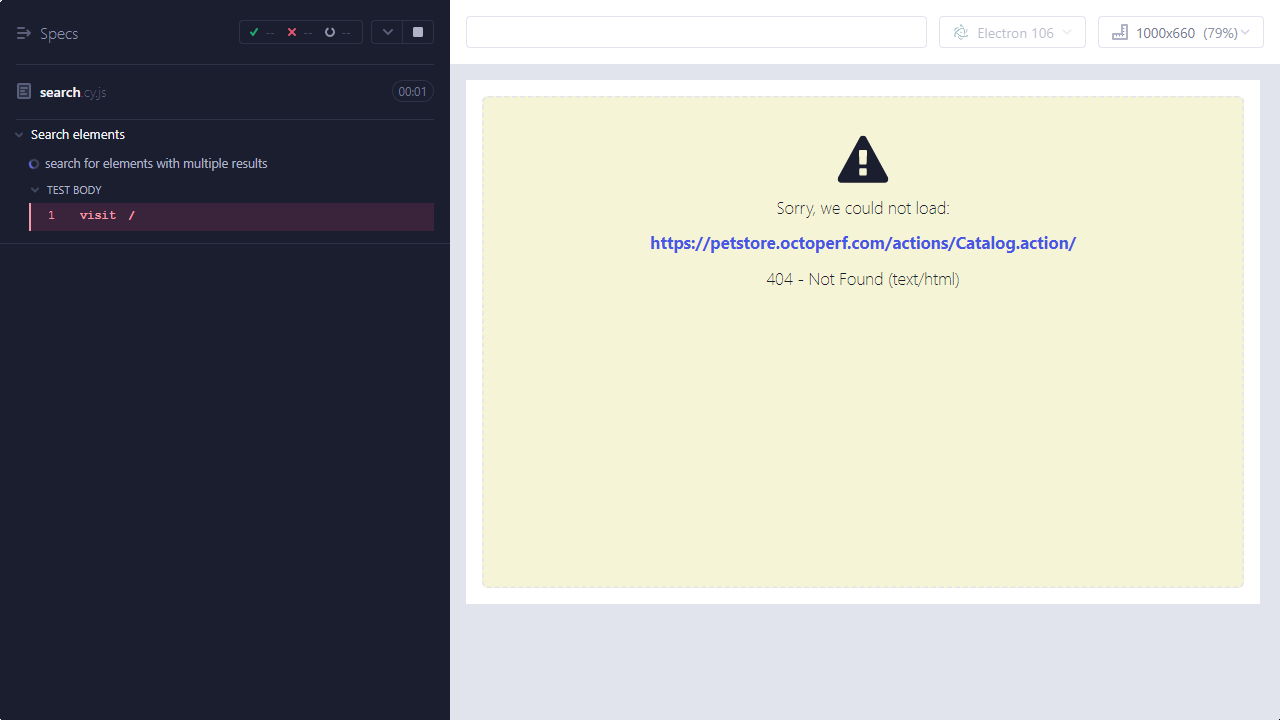 Specs
-- -- --
search.cy.js
00:01
Search elements
search for elements with multiple results
TEST BODY
1 visit /
Electron 106
1000x660 (79%)
Sorry, we could not load:
https://petstore.octoperf.com/actions/Catalog.action/
404 - Not Found (text/html)